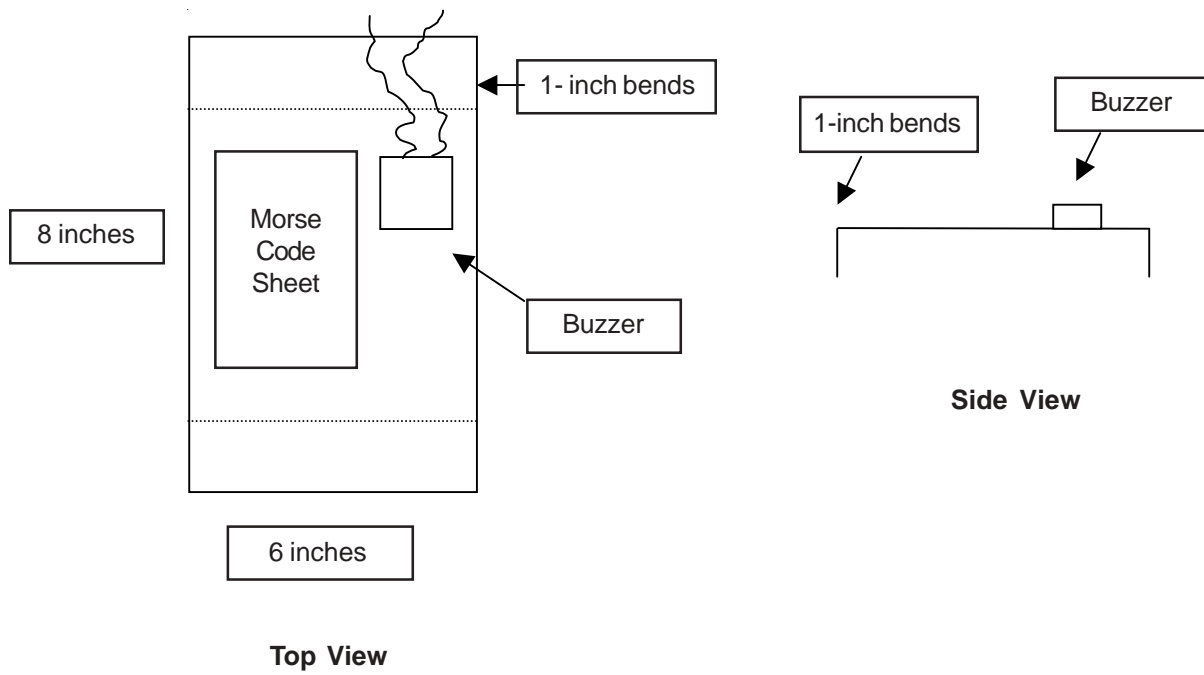 1- inch bends
8 inches
Morse
Code
Sheet
Buzzer
6 inches
Top View
1-inch bends
Buzzer
Side View